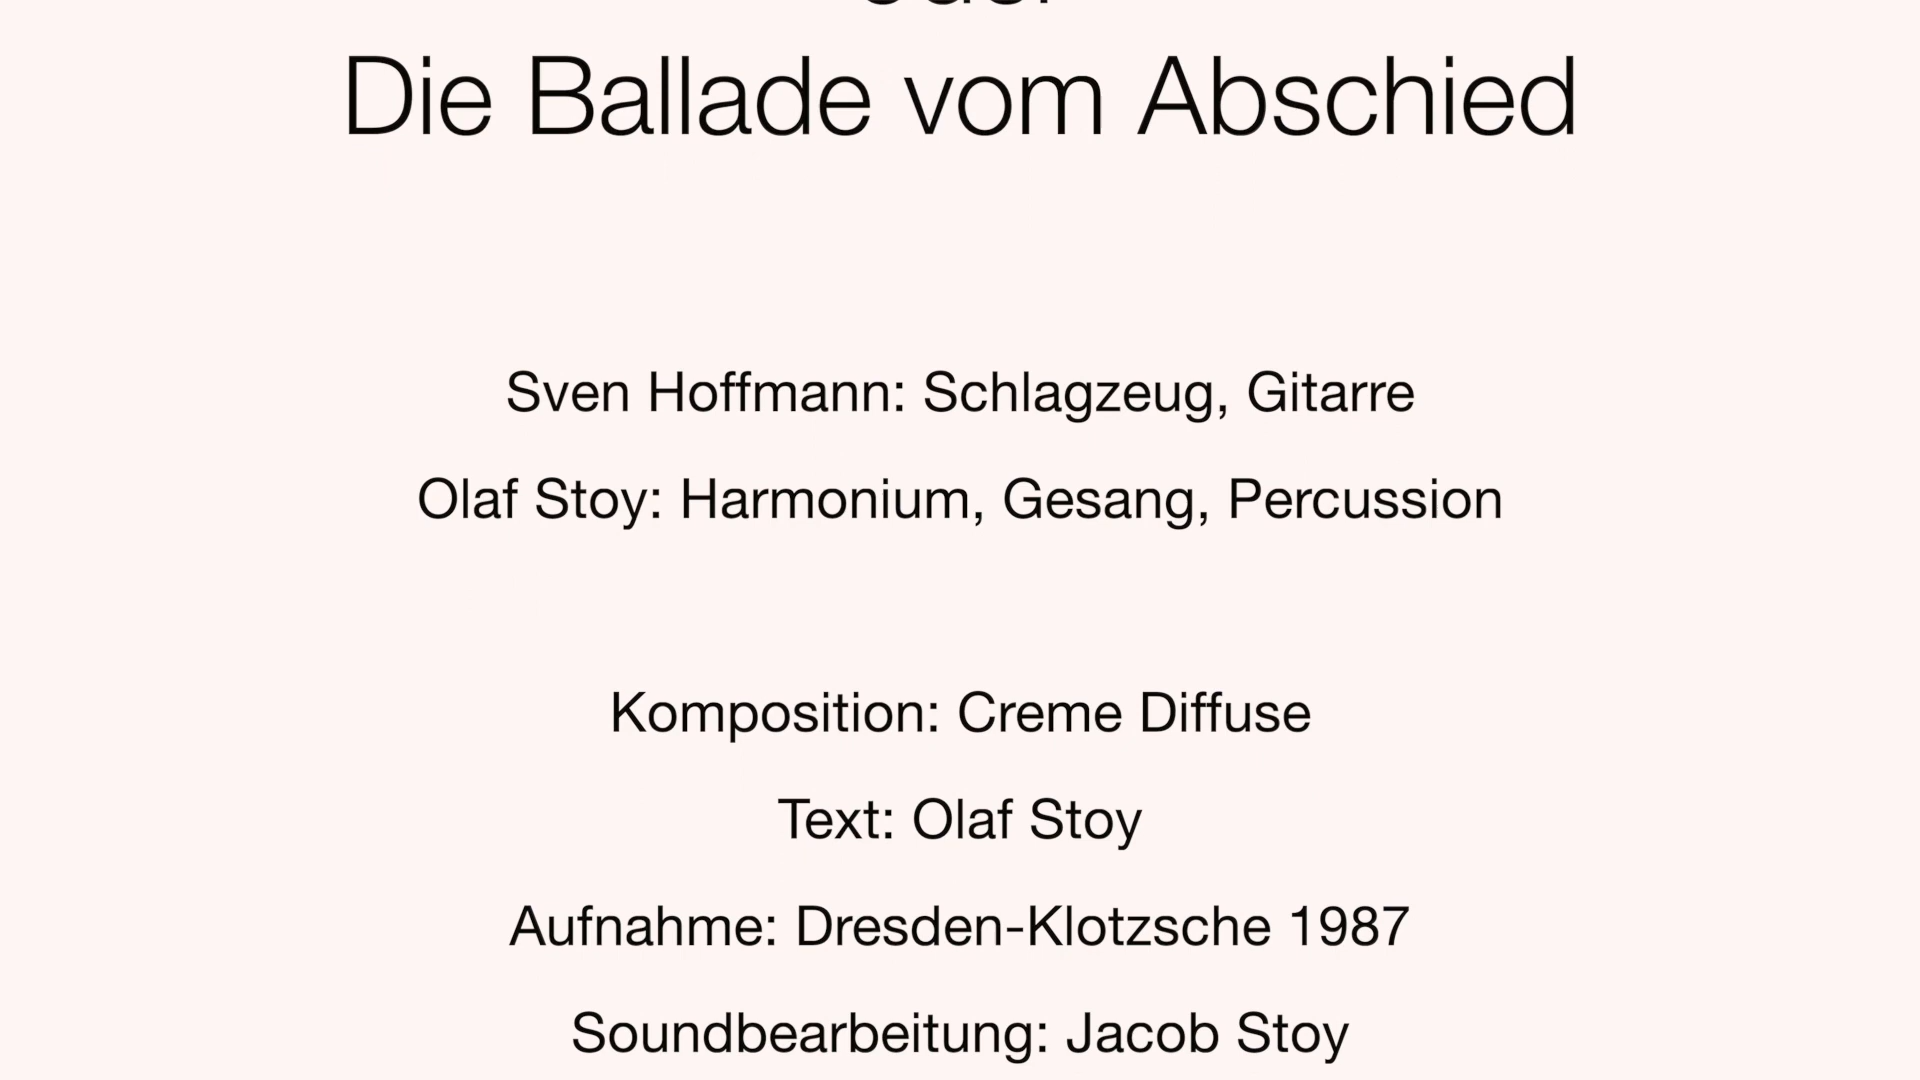 oder
Die Ballade vom Abschied
Sven Hoffmann: Schlagzeug, Gitarre
Olaf Stoy: Harmonium, Gesang, Percussion
Komposition: Creme Diffuse
Text: Olaf Stoy
Aufnahme: Dresden-Klotzsche 1987
Soundbearbeitung: Jacob Stoy